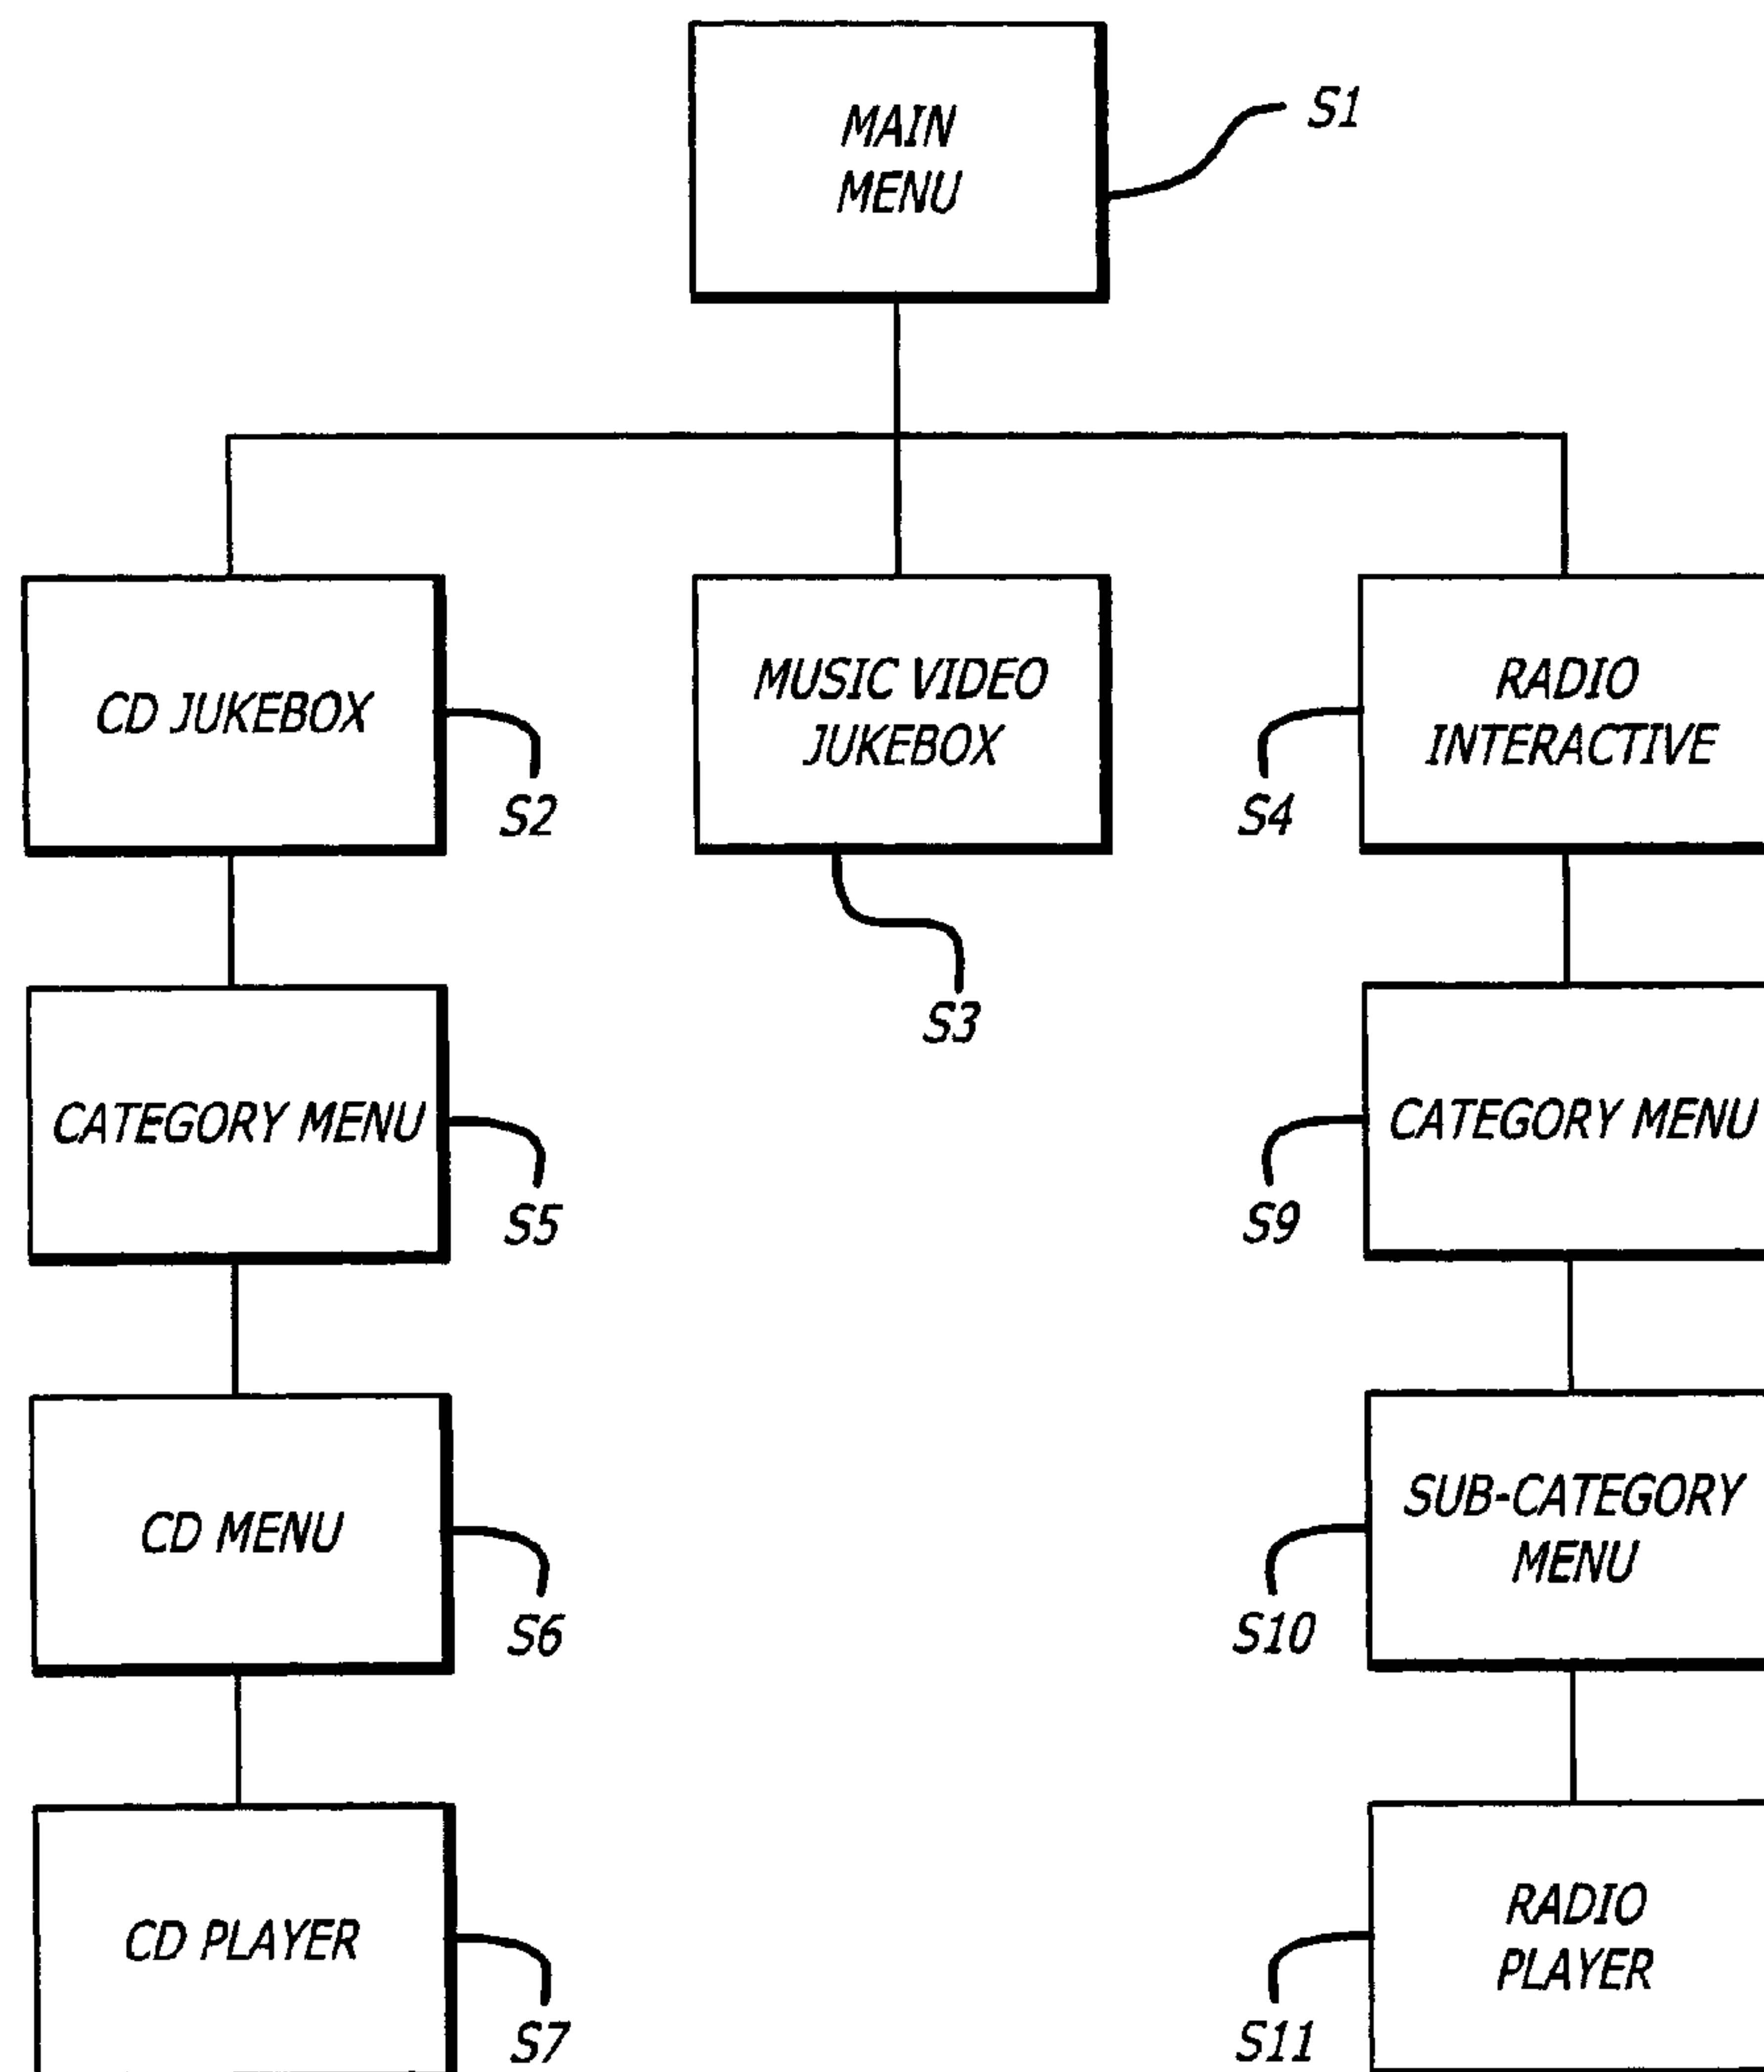 MAIN
MENU
S1
CD JUKEBOX
S2
MUSIC VIDEO
JUKEBOX
S3
RADIO
INTERACTIVE
S4
CATEGORY MENU
S5
CATEGORY MENU
S9
CD MENU
S6
SUB-CATEGORY
MENU
S10
CD PLAYER
S7
RADIO
PLAYER
S11